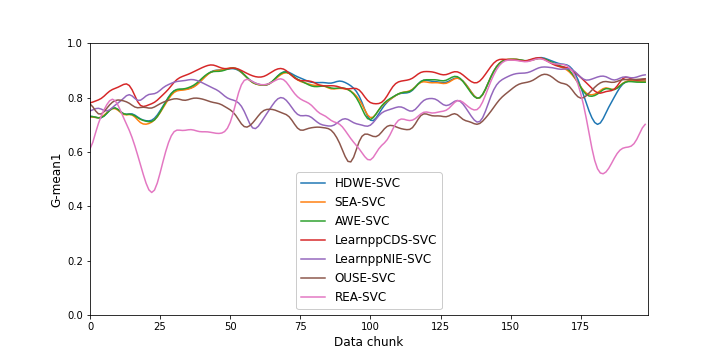 1.0
0.8
0.6
0.4
0.2
0.0
G-mean1
HDWE-SVC
SEA-SVC
AWE-SVC
LearnppCDS-SVC
LearnppNIE-SVC
OUSE-SVC
REA-SVC
0 25 50 75 100 125 150 175
Data chunk